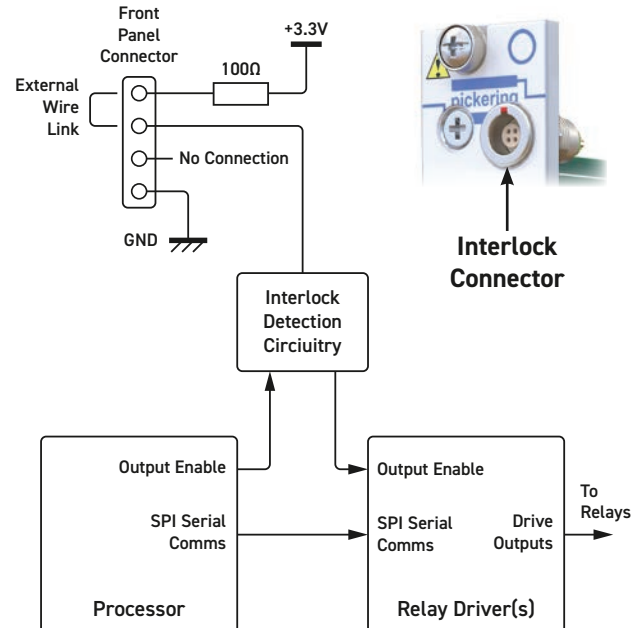 Front
Panel
Connector
+3.3V
100Ω
External
Wire
Link
No Connection
GND
pickering
Interlock
Connector
Interlock
Detection
Circiuitry
Output Enable
SPI Serial
Comms
Processor
Output Enable
SPI Serial
Comms
Drive
Outputs
Relay Driver(s)
To
Relays